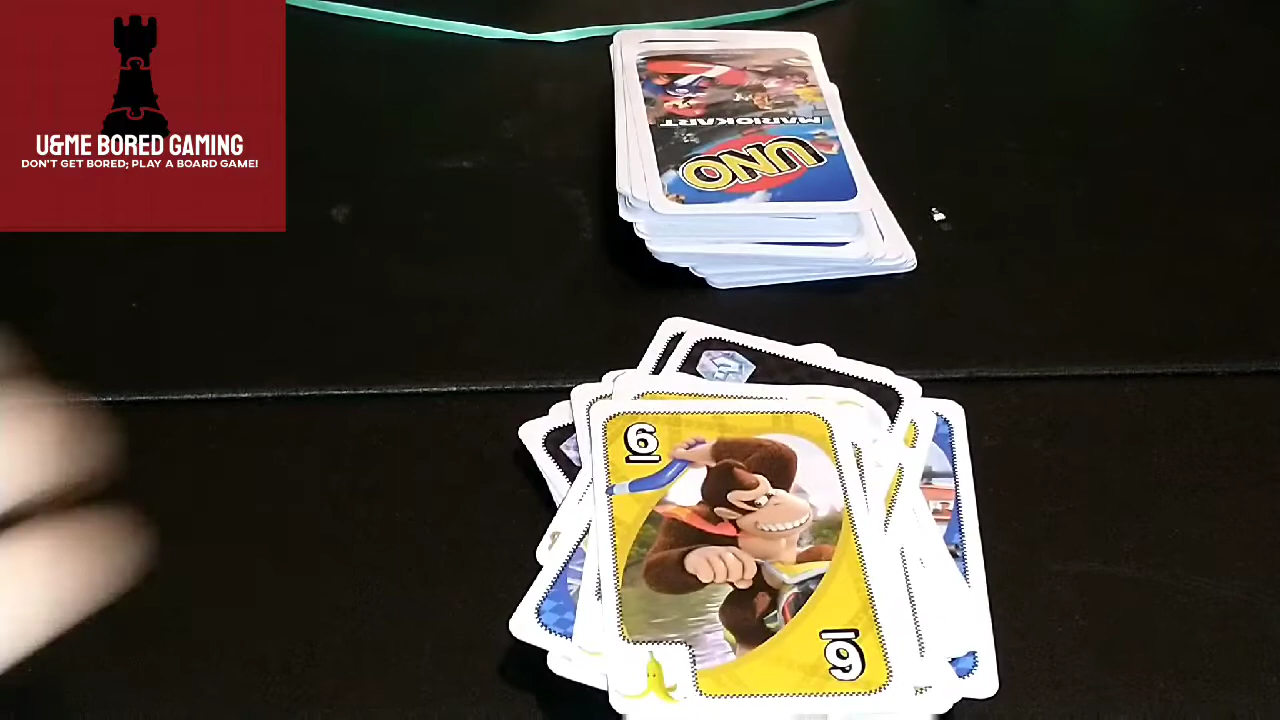 U&ME BORED GAMING
DON'T GET BORED; PLAY A BOARD GAME!
MARIOKART
UNO
9
9